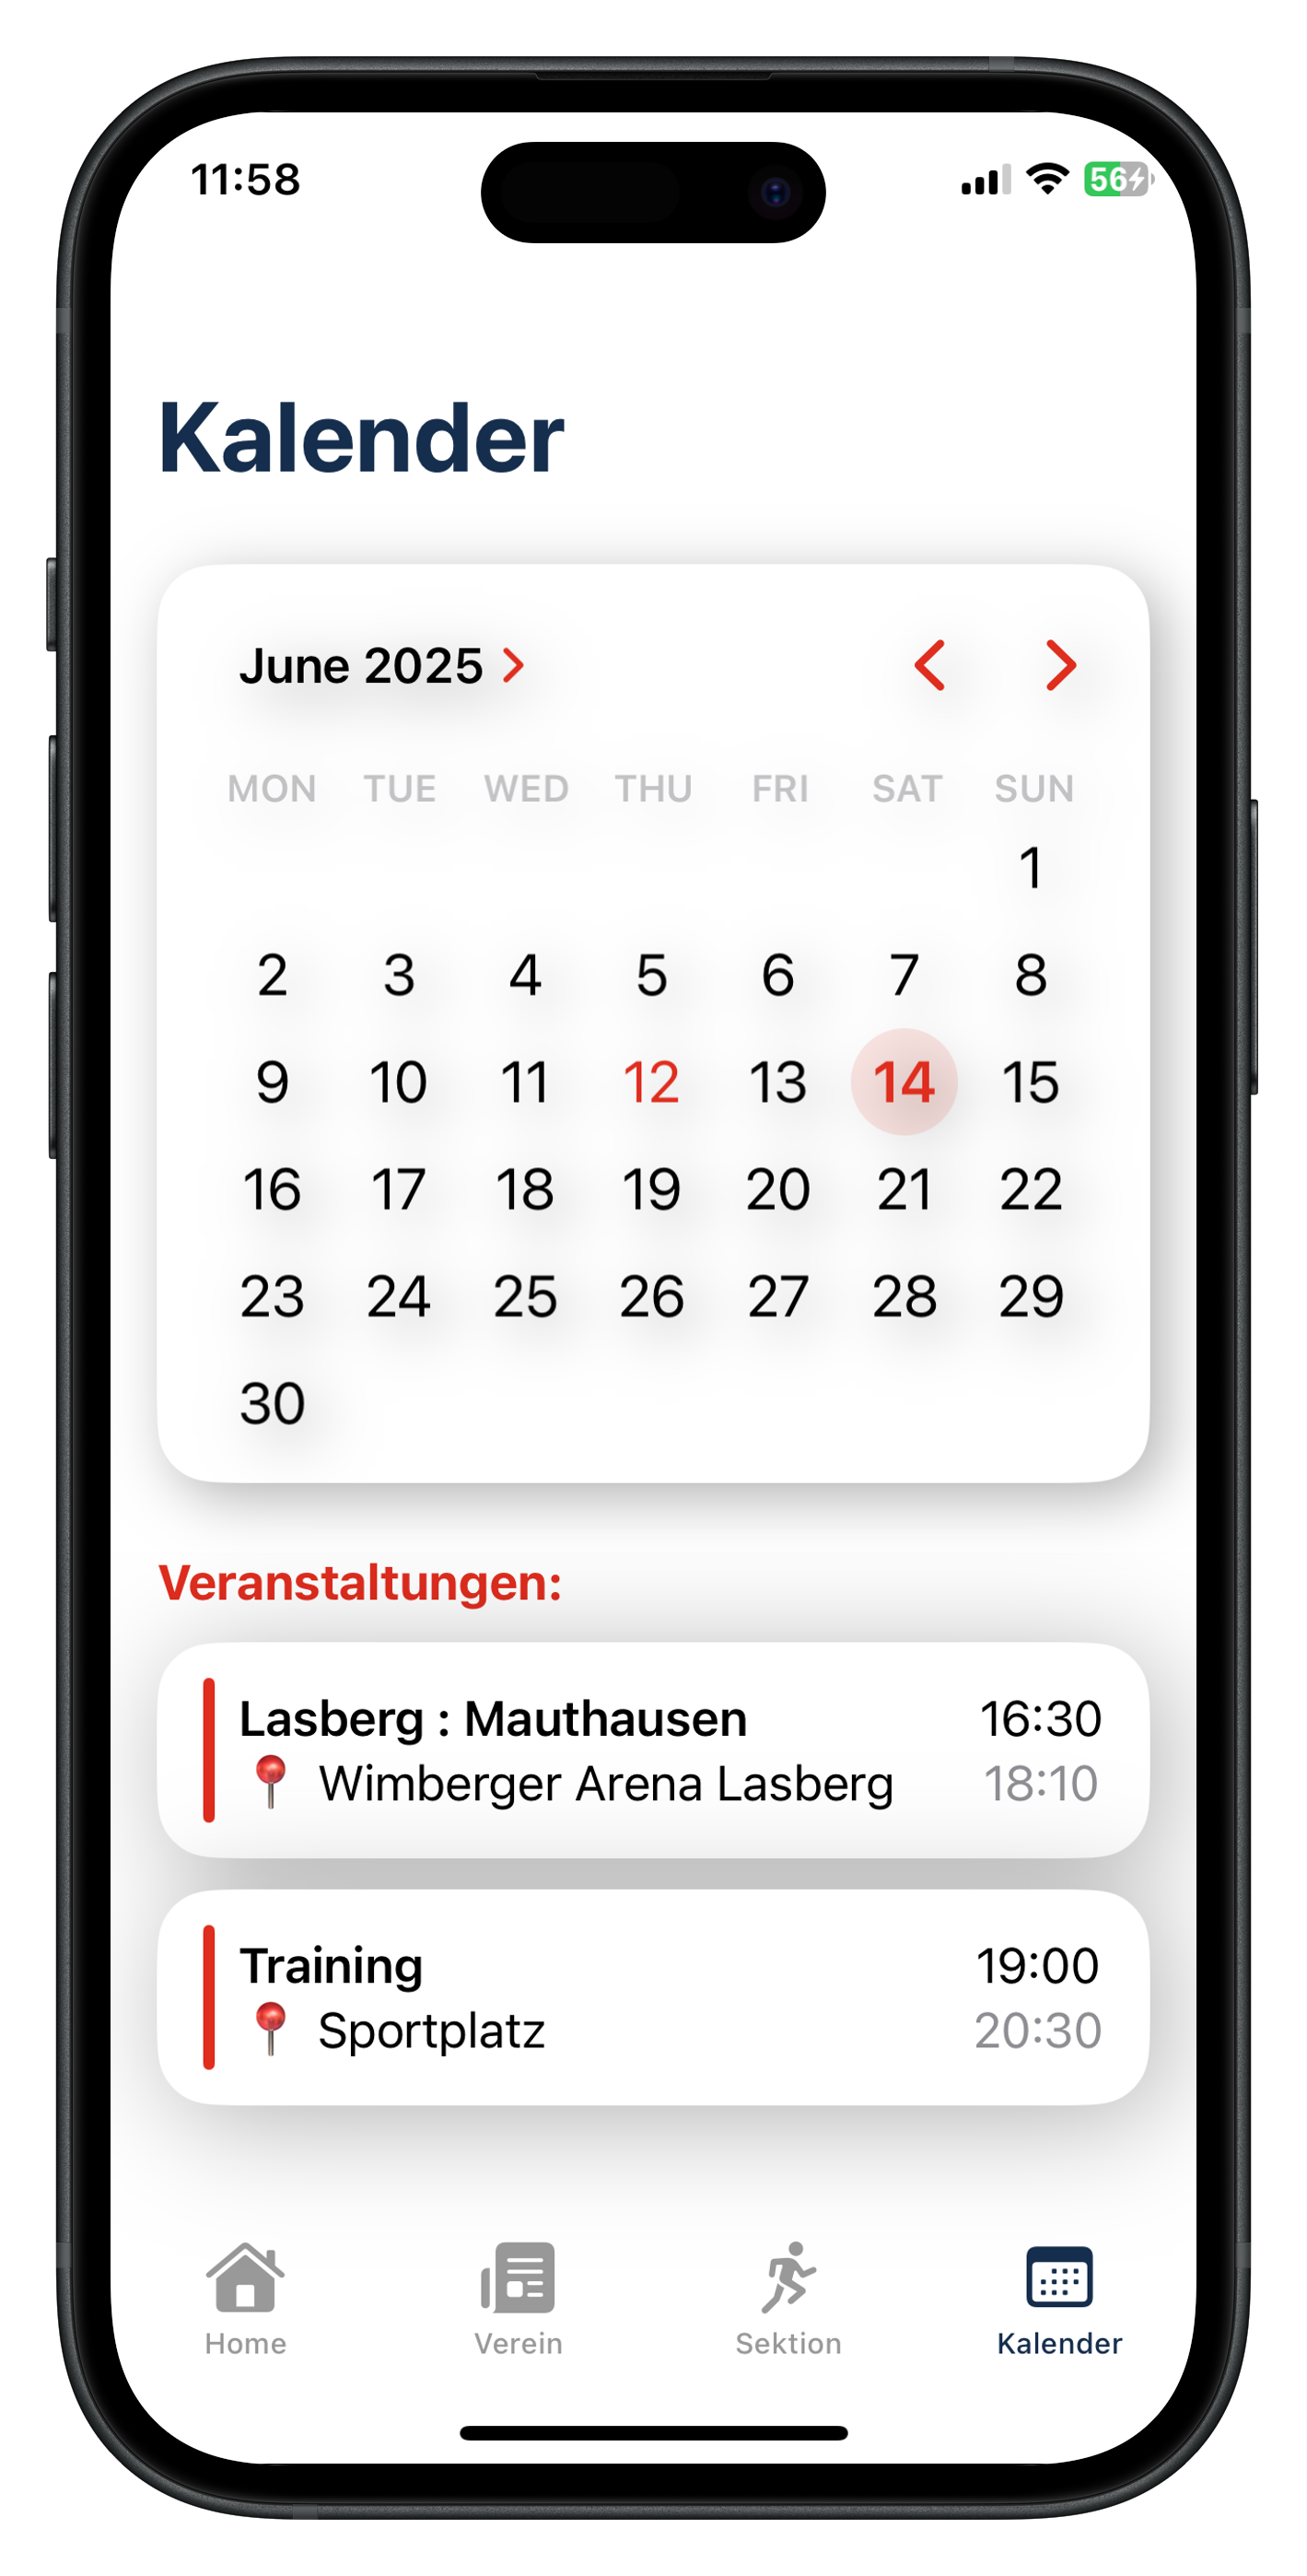 11:58 56
Kalender
June 2025
MON TUE WED THU FRI SAT SUN
1
2 3 4 5 6 7 8
9 10 11 12 13 14 15
16 17 18 19 20 21 22
23 24 25 26 27 28 29
30
Veranstaltungen:
Lasberg : Mauthausen 16:30
Wimberger Arena Lasberg 18:10
Training 19:00
Sportplatz 20:30
Home Verein Sektion Kalender